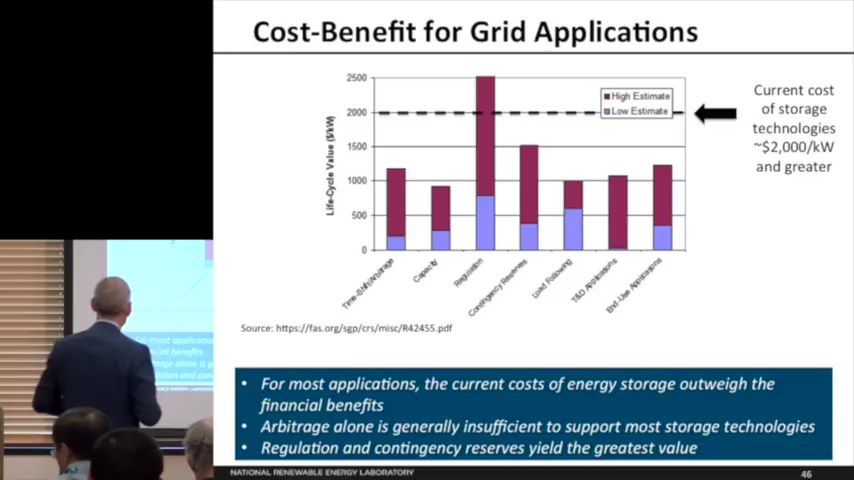 Cost-Benefit for Grid Applications
2500
2000
1500
1000
500
0
Life-Cycle Value ($/kW)
High Estimate
Low Estimate
Time-Shift/Arbitrage
Capacity
Regulation
Contingency Reserves
Load Following
T&D Applications
End-Use Applications
Current cost
of storage
technologies
~$2,000/kW
and greater
Source: https://fas.org/sgp/crs/misc/R42455.pdf
• For most applications, the current costs of energy storage outweigh the
financial benefits
• Arbitrage alone is generally insufficient to support most storage technologies
• Regulation and contingency reserves yield the greatest value
NATIONAL RENEWABLE ENERGY LABORATORY
46